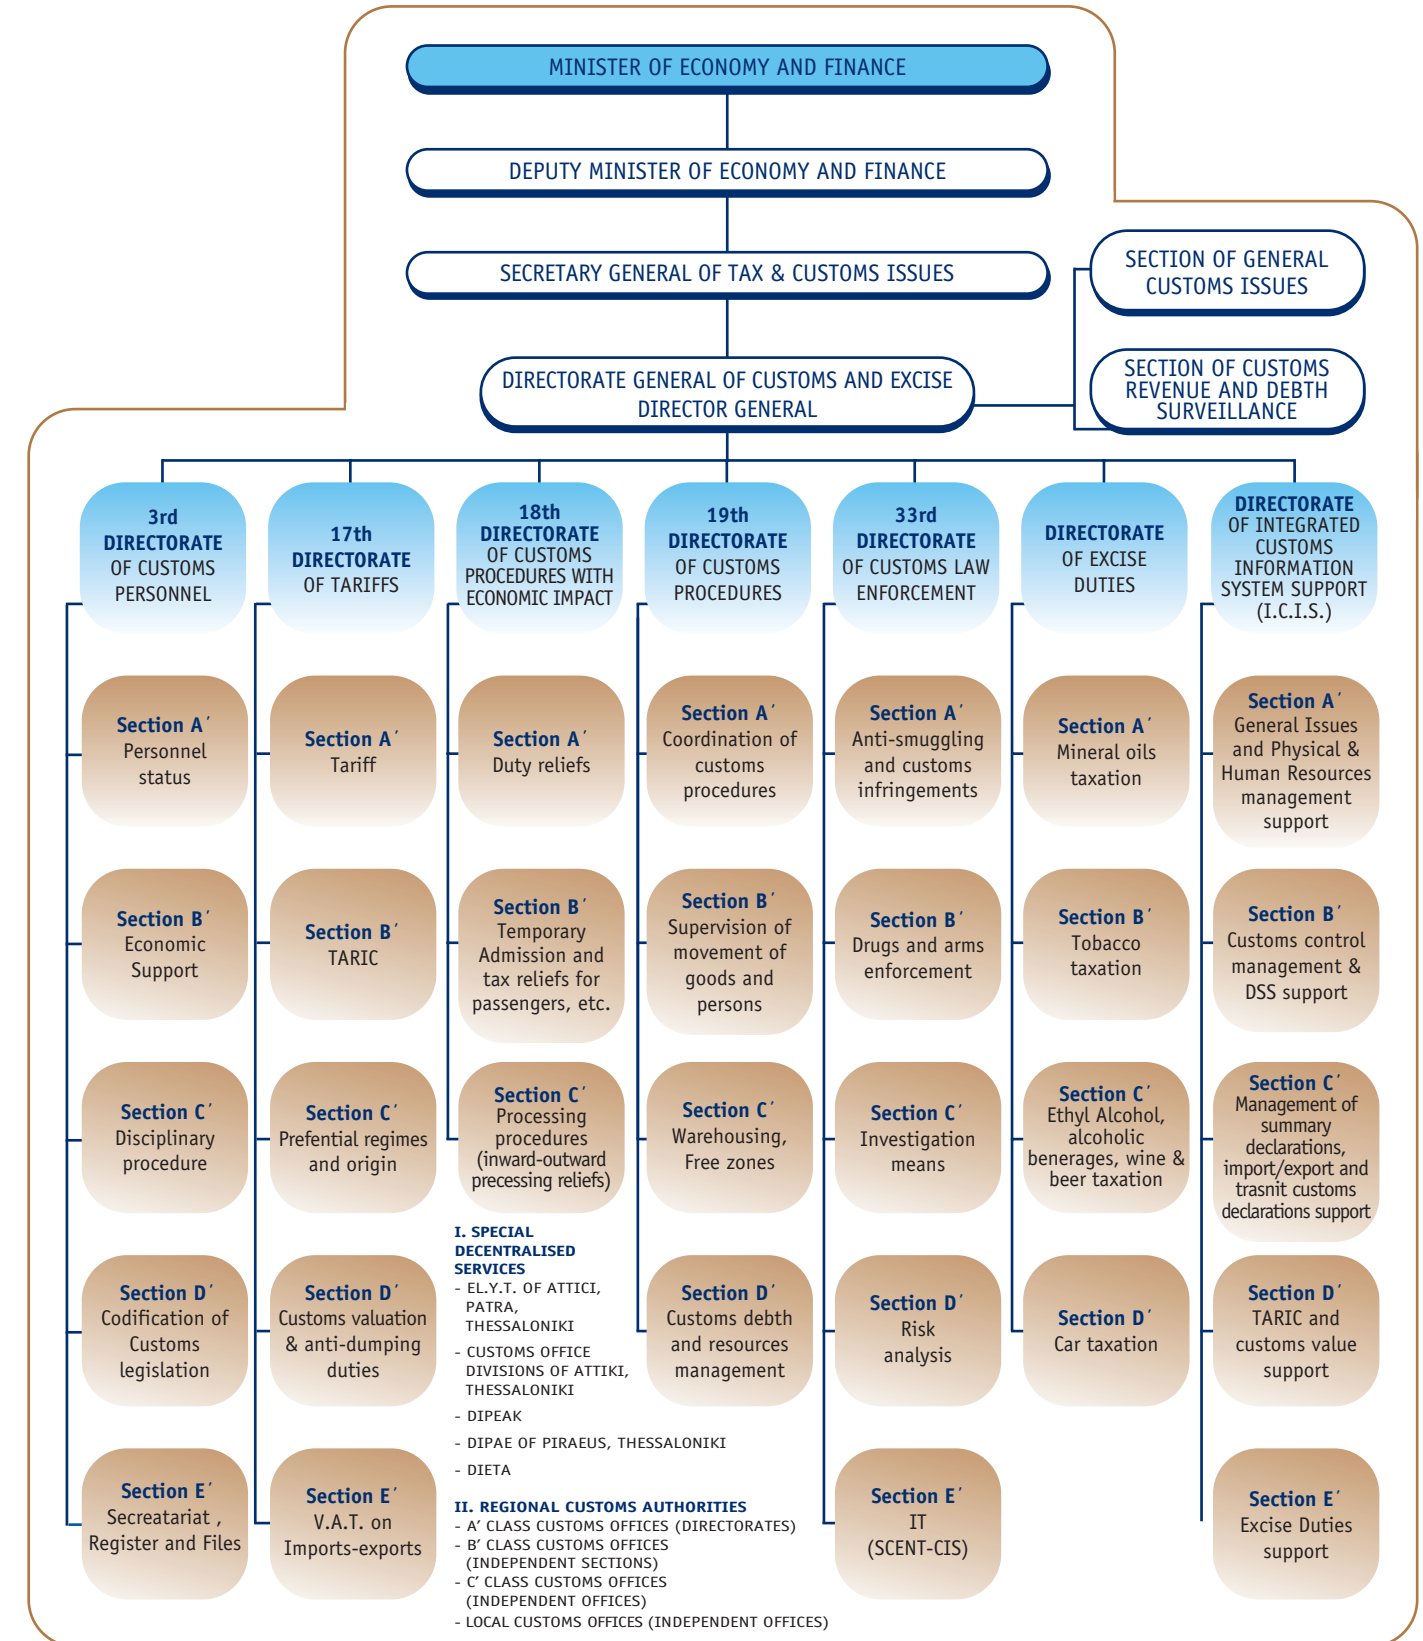 MINISTER OF ECONOMY AND FINANCE
DEPUTY MINISTER OF ECONOMY AND FINANCE
SECRETARY GENERAL OF TAX & CUSTOMS ISSUES
SECTION OF GENERAL
CUSTOMS ISSUES
DIRECTORATE GENERAL OF CUSTOMS AND EXCISE
DIRECTOR GENERAL
SECTION OF CUSTOMS
REVENUE AND DEBTH
SURVEILLANCE
3rd
DIRECTORATE
OF CUSTOMS
PERSONNEL
17th
DIRECTORATE
OF TARIFFS
18th
DIRECTORATE
OF CUSTOMS
PROCEDURES WITH
ECONOMIC IMPACT
19th
DIRECTORATE
OF CUSTOMS
PROCEDURES
33rd
DIRECTORATE
OF CUSTOMS LAW
ENFORCEMENT
DIRECTORATE
OF EXCISE
DUTIES
DIRECTORATE
OF INTEGRATED
CUSTOMS
INFORMATION
SYSTEM SUPPORT
(I.C.I.S.)
Section A′
Personnel
status
Section A′
Tariff
Section A′
Duty reliefs
Section A′
Coordination of
customs
procedures
Section A′
Anti-smuggling
and customs
infringements
Section A′
Mineral oils
taxation
Section A′
General Issues
and Physical &
Human Resources
management
support
Section B′
Economic
Support
Section B′
TARIC
Section B′
Temporary
Admission and
tax reliefs for
passengers, etc.
Section B′
Supervision of
movement of
goods and
persons
Section B′
Drugs and arms
enforcement
Section B′
Tobacco
taxation
Section B′
Customs control
management &
DSS support
Section C′
Disciplinary
procedure
Section C′
Prefential regimes
and origin
Section C′
Processing
procedures
(inward-outward
precessing reliefs)
Section C′
Warehousing,
Free zones
Section C′
Investigation
means
Section C′
Ethyl Alcohol,
alcoholic
benerages, wine &
beer taxation
Section C′
Management of
summary
declarations,
import/export and
trasnit customs
declarations support
Section D′
Codification of
Customs
legislation
Section D′
Customs valuation
& anti-dumping
duties
I. SPECIAL
DECENTRALISED
SERVICES
- EL.Y.T. OF ATTICI,
PATRA,
THESSALONIKI
- CUSTOMS OFFICE
DIVISIONS OF ATTIKI,
THESSALONIKI
- DIPEAK
- DIPAE OF PIRAEUS, THESSALONIKI
- DIETA
Section D′
Customs debth
and resources
management
Section D′
Risk
analysis
Section D′
Car taxation
Section D′
TARIC and
customs value
support
Section E′
Secreatariat ,
Register and Files
Section E′
V.A.T. on
Imports-exports
II. REGIONAL CUSTOMS AUTHORITIES
- A' CLASS CUSTOMS OFFICES (DIRECTORATES)
- B' CLASS CUSTOMS OFFICES
(INDEPENDENT SECTIONS)
- C' CLASS CUSTOMS OFFICES
(INDEPENDENT OFFICES)
- LOCAL CUSTOMS OFFICES (INDEPENDENT OFFICES)
Section E′
IT
(SCENT-CIS)
Section E′
Excise Duties
support